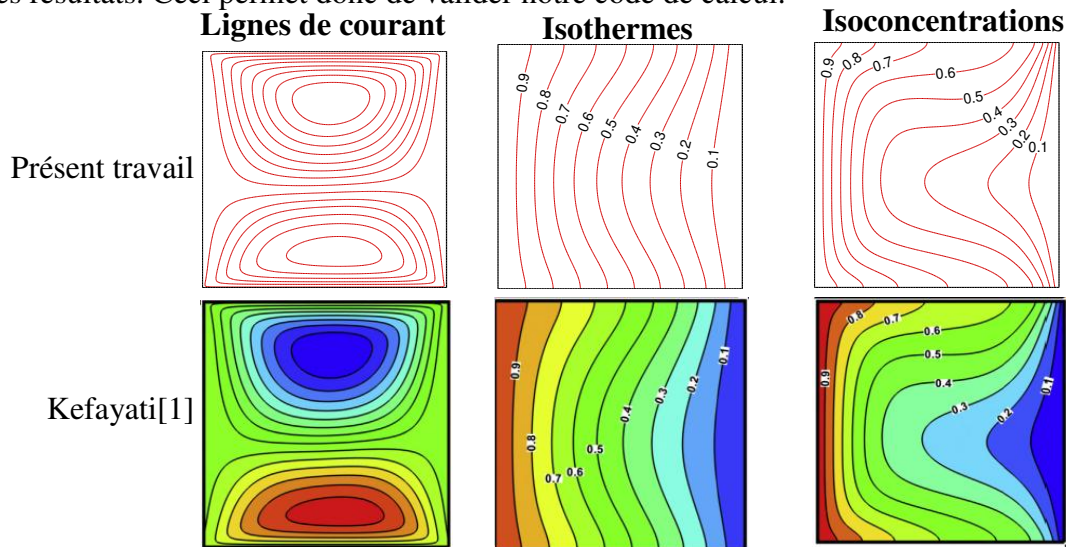 es résultats. Ceci permet donc de valider notre code de calcul.
Lignes de courant Isothermes Isoconcentrations
Présent travail
0.9 0.8 0.7 0.6 0.5 0.4 0.3 0.2 0.1
0.9 0.8 0.7 0.6 0.5 0.4 0.3 0.2 0.1
Kefayati[1]
0.9 0.8 0.7 0.6 0.5 0.4 0.3 0.2 0.1
0.9 0.8 0.7 0.6 0.5 0.4 0.3 0.2 0.1